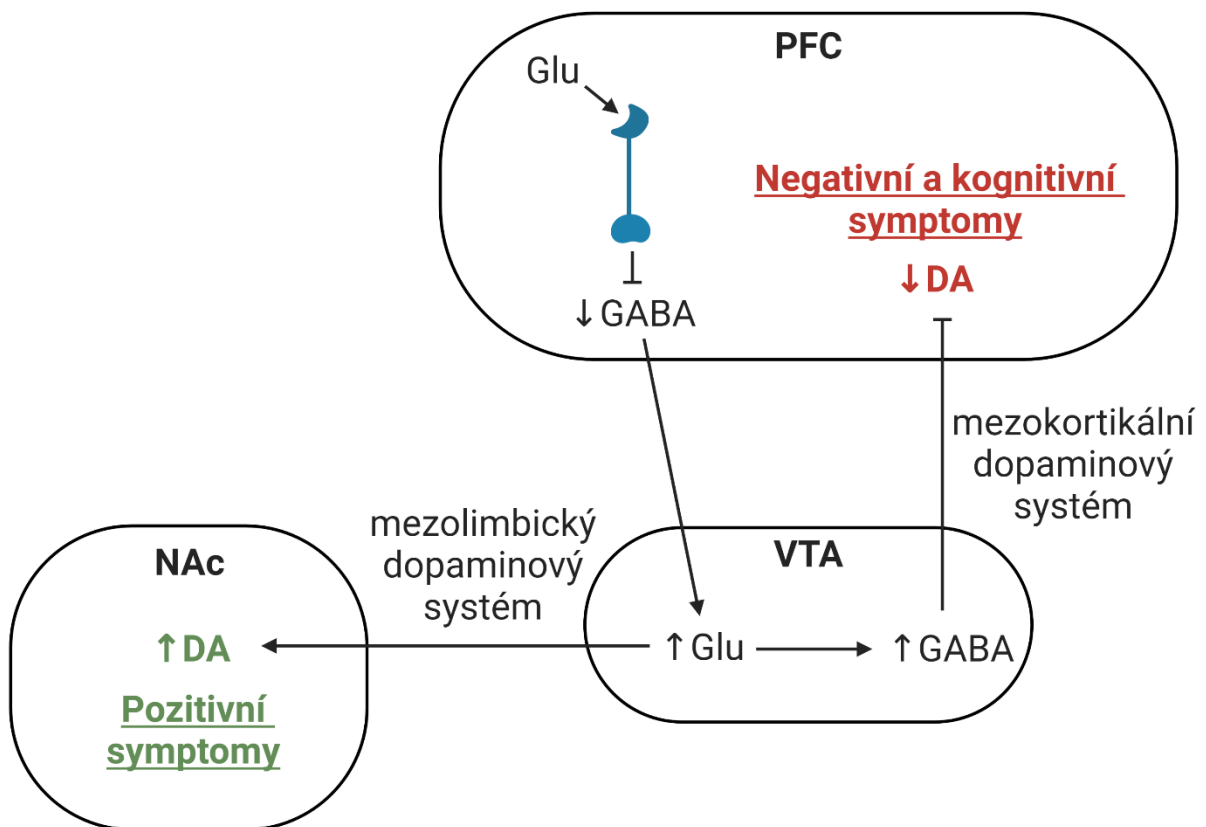 PFC
Glu
Negativní a kognitivní
symptomy
↓DA
↓GABA
mezokortikální
dopaminový
systém
mezolimbický
dopaminový
systém
VTA
NAc
↑DA
↑Glu
↑GABA
Pozitivní
symptomy